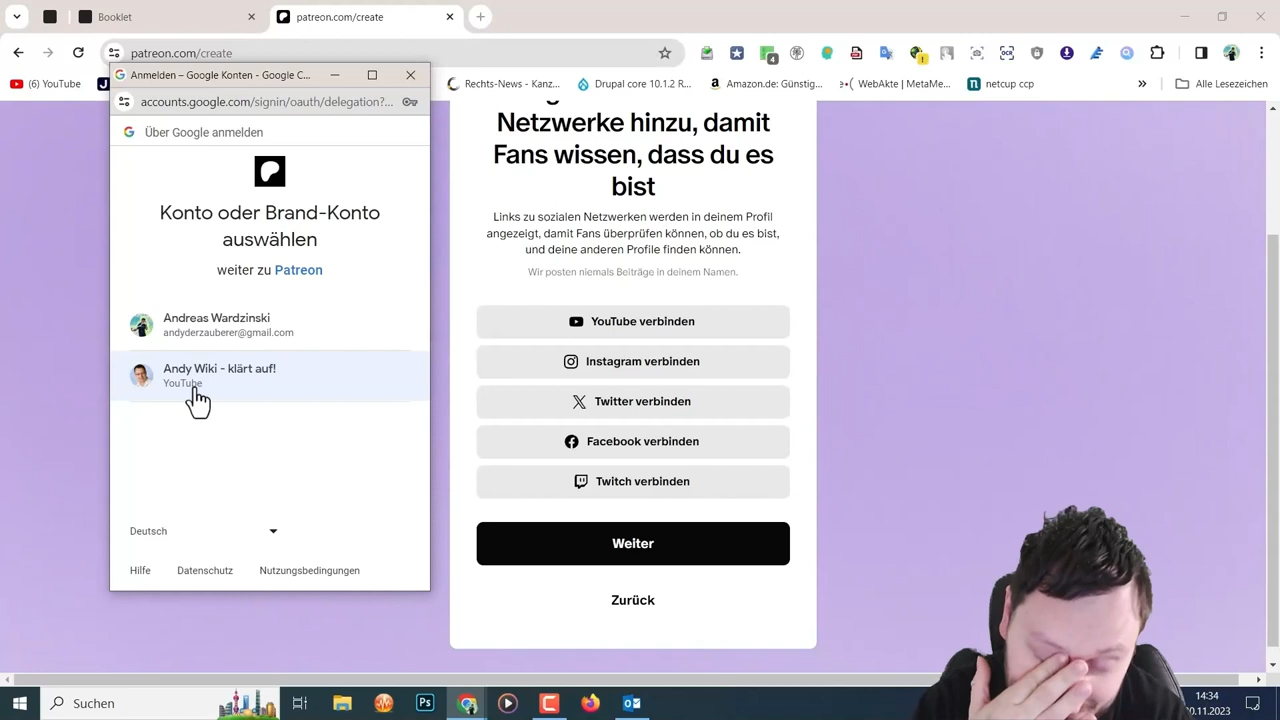 Booklet
patreon.com/create
patreon.com/create
(6) YouTube
Rechts-News - Kanz...
Drupal core 10.1.2 R...
Amazon.de: Günstig...
WebAkte | MetaMe...
netcup ccp
Alle Lesezeichen
Anmelden – Google Konten - Google C...
accounts.google.com/signin/oauth/delegation?...
Über Google anmelden
Konto oder Brand-Konto
auswählen
weiter zu Patreon
Andreas Wardzinski
andyderzauberer@gmail.com
Andy Wiki - klärt auf!
YouTube
Deutsch
Hilfe
Datenschutz
Nutzungsbedingungen
Netzwerke hinzu, damit
Fans wissen, dass du es
bist
Links zu sozialen Netzwerken werden in deinem Profil
angezeigt, damit Fans überprüfen können, ob du es bist,
und deine anderen Profile finden können.
Wir posten niemals Beiträge in deinem Namen.
YouTube verbinden
Instagram verbinden
Twitter verbinden
Facebook verbinden
Twitch verbinden
Weiter
Zurück
Suchen
14:34
0.11.2023